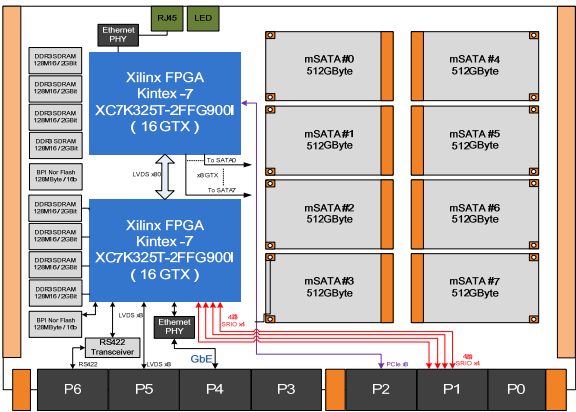 RJ45
LED
Ethernet
PHY
DDR3 SDRAM
128M16 / 2GBit
DDR3 SDRAM
128M16 / 2GBit
DDR3 SDRAM
128M16 / 2GBit
DDR3 SDRAM
128M16 / 2GBit
BPI Nor Flash
128MByte / 16b
Xilinx FPGA
Kintex -7
XC7K325T-2FFG900I
( 16 GTX )
LVDS x80
To SATA0
x8 GTX
To SATA7
DDR3 SDRAM
128M16 / 2GBit
DDR3 SDRAM
128M16 / 2GBit
DDR3 SDRAM
128M16 / 2GBit
DDR3 SDRAM
128M16 / 2GBit
BPI Nor Flash
128MByte / 16b
Xilinx FPGA
Kintex -7
XC7K325T-2FFG900I
( 16 GTX )
mSATA #0
512GByte
mSATA #4
512GByte
mSATA #1
512GByte
mSATA #5
512GByte
mSATA #2
512GByte
mSATA #6
512GByte
mSATA #3
512GByte
mSATA #7
512GByte
LVDS x8
4路
SRIO x4
Ethernet
PHY
RS422
Transceiver
GbE
RS422
LVDS x8
PCIe x8
4路
SRIO x4
P6
P5
P4
P3
P2
P1
P0